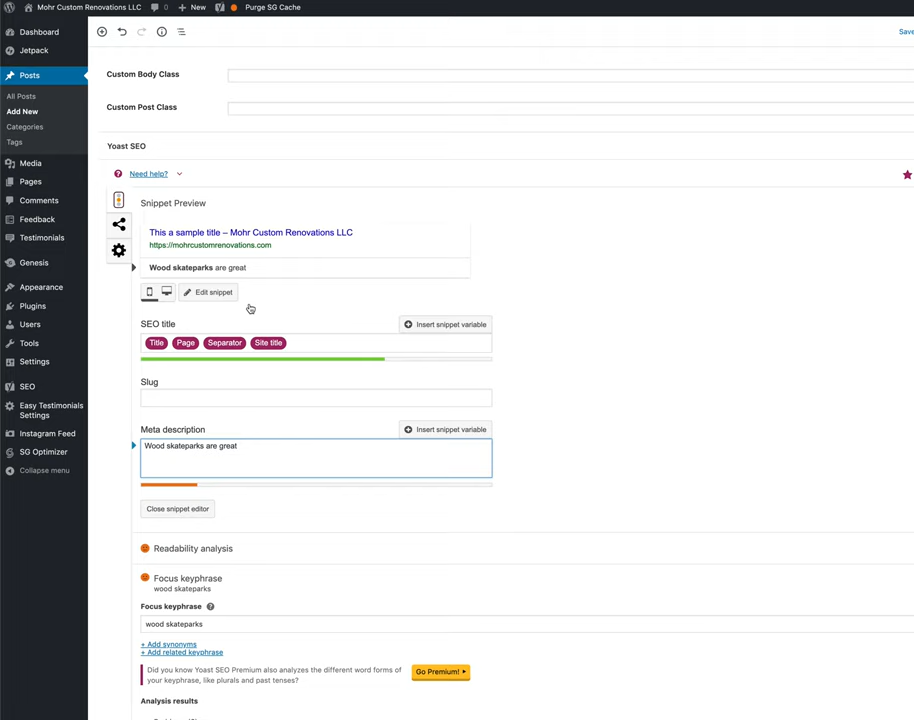 Mohr Custom Renovations LLC 0 + New Purge SG Cache
Dashboard
Jetpack
Posts
All Posts
Add New
Categories
Tags
Media
Pages
Comments
Feedback
Testimonials
Genesis
Appearance
Plugins
Users
Tools
Settings
SEO
Easy Testimonials
Settings
Instagram Feed
SG Optimizer
Collapse menu
Save
Custom Body Class
Custom Post Class
Yoast SEO
Need help?
Snippet Preview
This a sample title – Mohr Custom Renovations LLC
https://mohrcustomrenovations.com
Wood skateparks are great
Edit snippet
SEO title Insert snippet variable
Title Page Separator Site title
Slug
Meta description Insert snippet variable
Wood skateparks are great
Close snippet editor
Readability analysis
Focus keyphrase
wood skateparks
Focus keyphrase ?
wood skateparks
+ Add synonyms
+ Add related keyphrase
Did you know Yoast SEO Premium also analyzes the different word forms of
your keyphrase, like plurals and past tenses?
Go Premium!
Analysis results